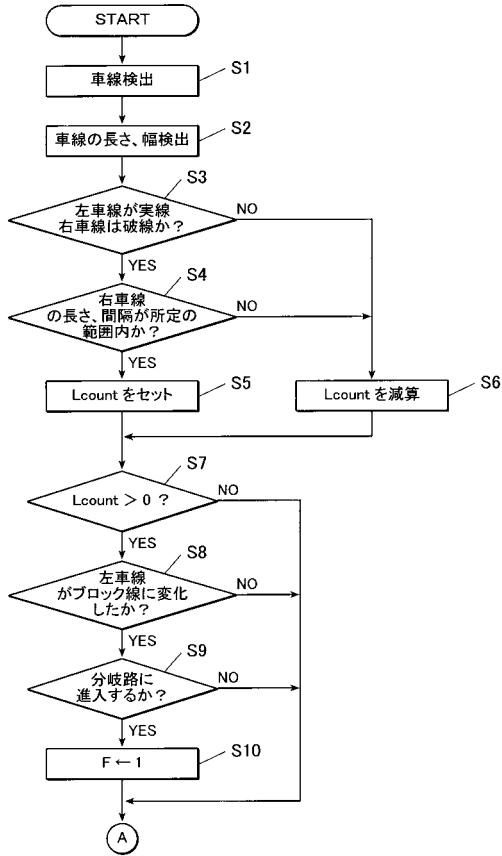 START
車線検出
S1
車線の長さ、幅検出
S2
S3
左車線が実線
右車線は破線か？
NO
YES
S4
右車線
の長さ、間隔が所定の
範囲内か？
NO
YES
Lcount をセット
S5
Lcount を減算
S6
S7
Lcount ＞ 0 ？
NO
YES
S8
左車線
がブロック線に変化
したか？
NO
YES
S9
分岐路に
進入するか？
NO
YES
F ← 1
S10
A